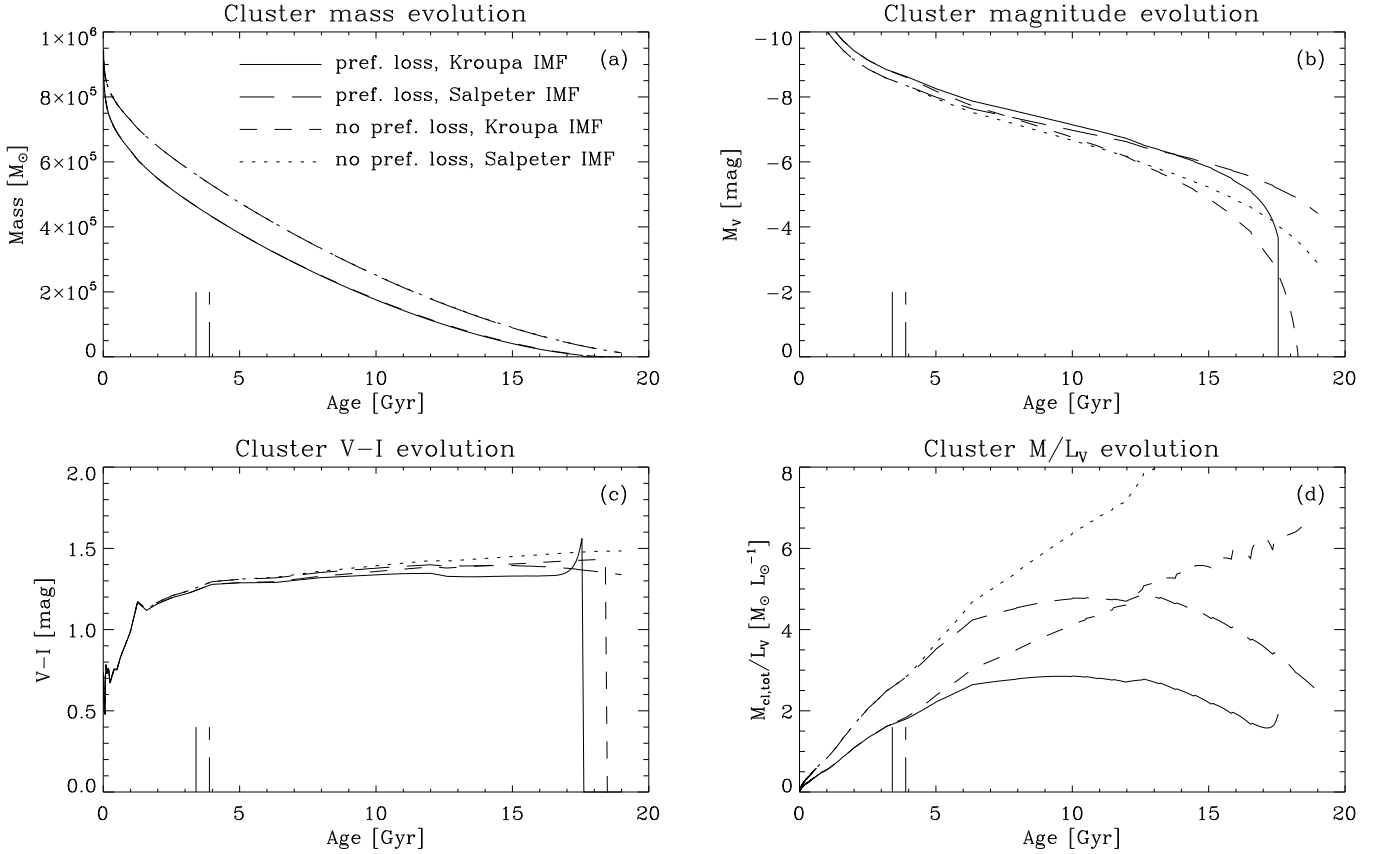 Cluster mass evolution
1×10⁶
8×10⁵
6×10⁵
4×10⁵
2×10⁵
0
Mass [M⊙]
(a)
pref. loss, Kroupa IMF
pref. loss, Salpeter IMF
no pref. loss, Kroupa IMF
no pref. loss, Salpeter IMF
0 5 10 15 20
Age [Gyr]
Cluster magnitude evolution
−10
−8
−6
−4
−2
0
M_V [mag]
(b)
0 5 10 15 20
Age [Gyr]
Cluster V−I evolution
2.0
1.5
1.0
0.5
0.0
V−I [mag]
(c)
0 5 10 15 20
Age [Gyr]
Cluster M/L_V evolution
8
6
4
2
0
M_cl,tot/L_V [M⊙ L⊙⁻¹]
(d)
0 5 10 15 20
Age [Gyr]